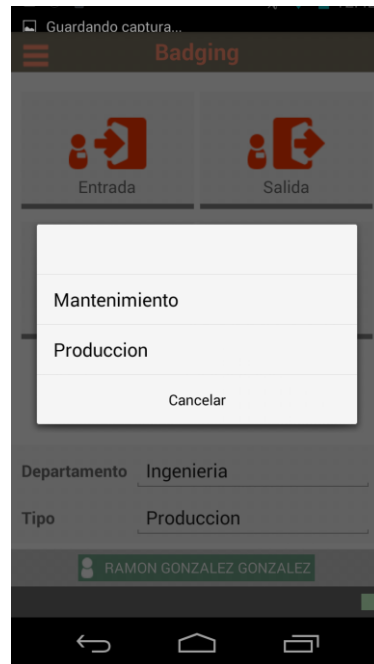 Guardando captura...
Badging
Entrada
Salida
Mantenimiento
Produccion
Cancelar
Departamento Ingenieria
Tipo Produccion
RAMON GONZALEZ GONZALEZ